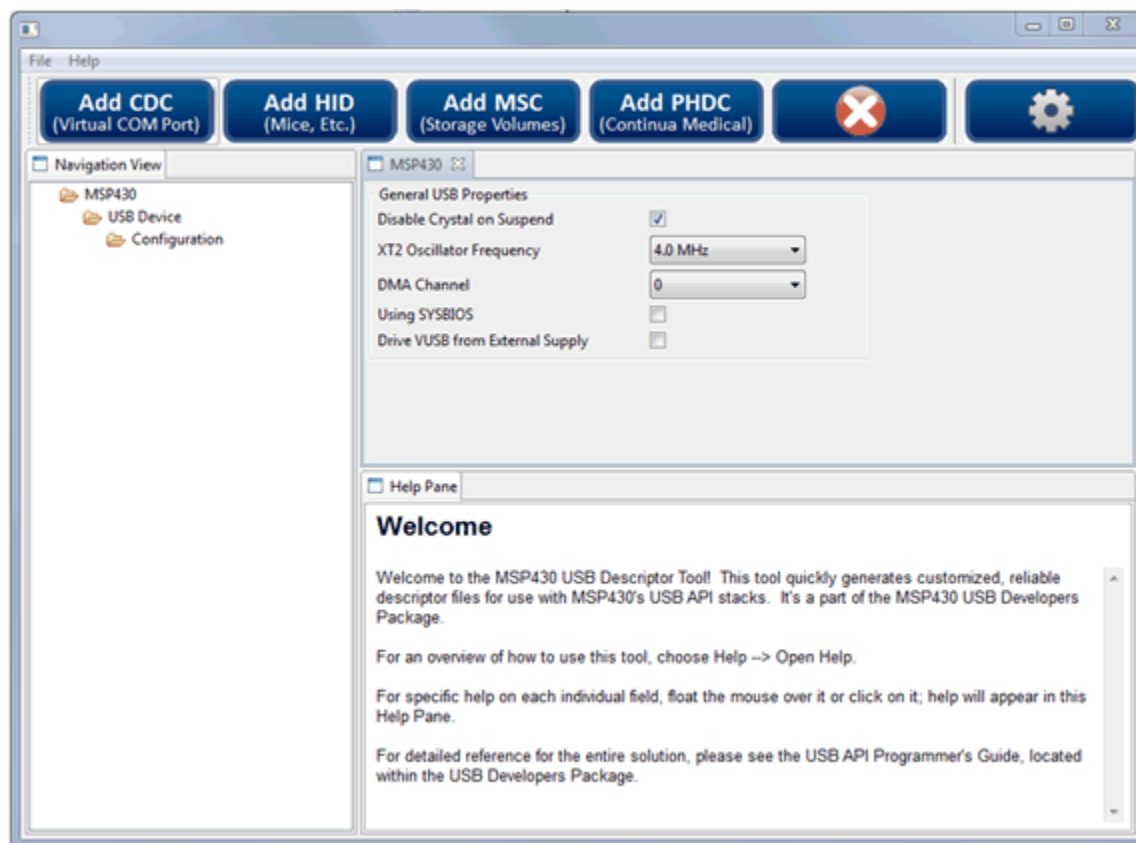 File Help
Add CDC
(Virtual COM Port)
Add HID
(Mice, Etc.)
Add MSC
(Storage Volumes)
Add PHDC
(Continua Medical)
Navigation View
MSP430
USB Device
Configuration
MSP430
General USB Properties
Disable Crystal on Suspend
XT2 Oscillator Frequency
4.0 MHz
DMA Channel
0
Using SYSBIOS
Drive VUSB from External Supply
Help Pane
Welcome
Welcome to the MSP430 USB Descriptor Tool! This tool quickly generates customized, reliable
descriptor files for use with MSP430's USB API stacks. It's a part of the MSP430 USB Developers
Package.
For an overview of how to use this tool, choose Help --> Open Help.
For specific help on each individual field, float the mouse over it or click on it; help will appear in this
Help Pane.
For detailed reference for the entire solution, please see the USB API Programmer's Guide, located
within the USB Developers Package.